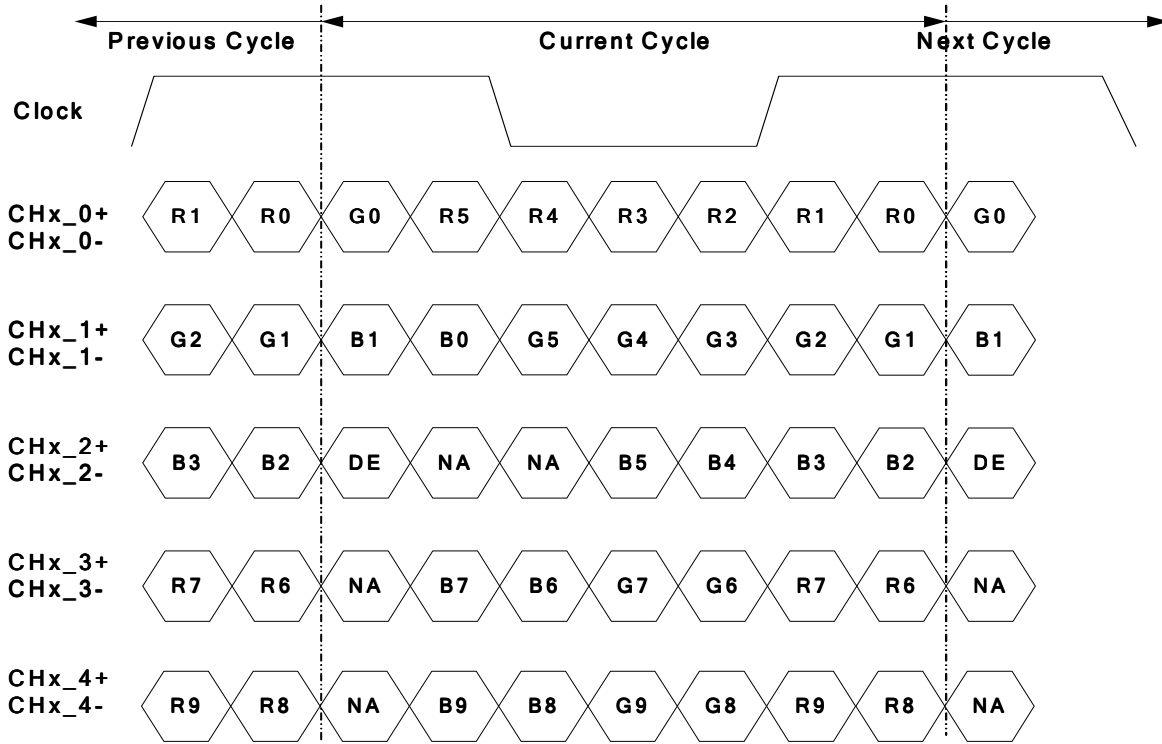 Previous Cycle Current Cycle Next Cycle
Clock
CHx_0+
CHx_0-
R1 R0 G0 R5 R4 R3 R2 R1 R0 G0
CHx_1+
CHx_1-
G2 G1 B1 B0 G5 G4 G3 G2 G1 B1
CHx_2+
CHx_2-
B3 B2 DE NA NA B5 B4 B3 B2 DE
CHx_3+
CHx_3-
R7 R6 NA B7 B6 G7 G6 R7 R6 NA
CHx_4+
CHx_4-
R9 R8 NA B9 B8 G9 G8 R9 R8 NA